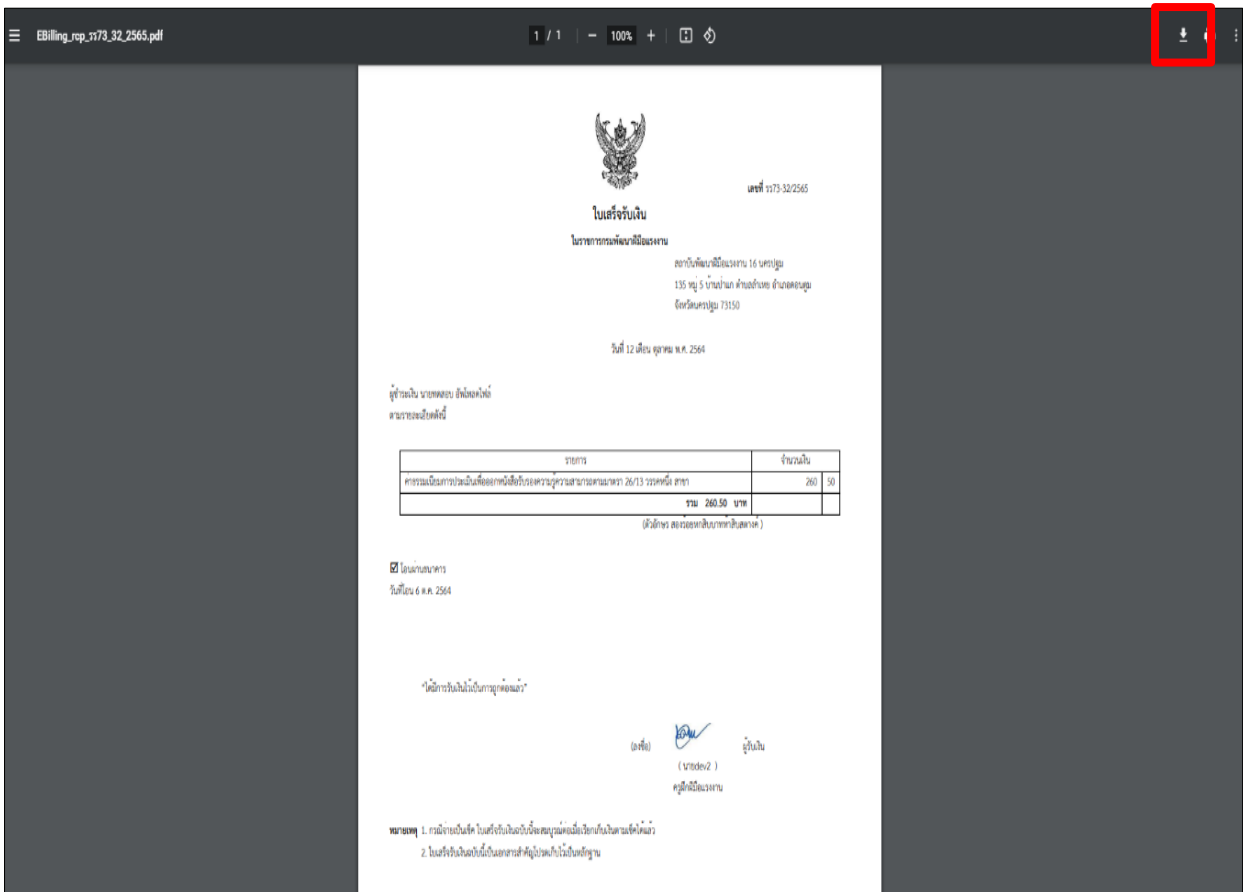 EBilling_rcp_รร73_32_2565.pdf
1 / 1
100%
เลขที่ รร73-32/2565
ใบเสร็จรับเงิน
ในราชการกรมพัฒนาฝีมือแรงงาน
สถาบันพัฒนาฝีมือแรงงาน 16 นครปฐม
135 หมู่ 5 บ้านป่าแก ตำบลลำเหย อำเภอดอนตูม
จังหวัดนครปฐม 73150
วันที่ 12 เดือน ตุลาคม พ.ศ. 2564
ผู้ชำระเงิน นายทดสอบ อัพโหลดไฟล์
ตามรายละเอียดดังนี้
รายการ จำนวนเงิน
ค่าธรรมเนียมการประเมินเพื่อออกหนังสือรับรองความรู้ความสามารถตามมาตรา 26/13 วรรคหนึ่ง สาขา 260 50
รวม 260.50 บาท
(ตัวอักษร สองร้อยหกสิบบาทห้าสิบสตางค์ )
โอนผ่านธนาคาร
วันที่โอน 6 ต.ค. 2564
"ได้มีการรับเงินไว้เป็นการถูกต้องแล้ว"
(ลงชื่อ) ผู้รับเงิน
( นายdev2 )
ครูฝึกฝีมือแรงงาน
หมายเหตุ 1. กรณีจ่ายเป็นเช็ค ใบเสร็จรับเงินฉบับนี้จะสมบูรณ์ต่อเมื่อเรียกเก็บเงินตามเช็คได้แล้ว
2. ใบเสร็จรับเงินฉบับนี้เป็นเอกสารสำคัญโปรดเก็บไว้เป็นหลักฐาน